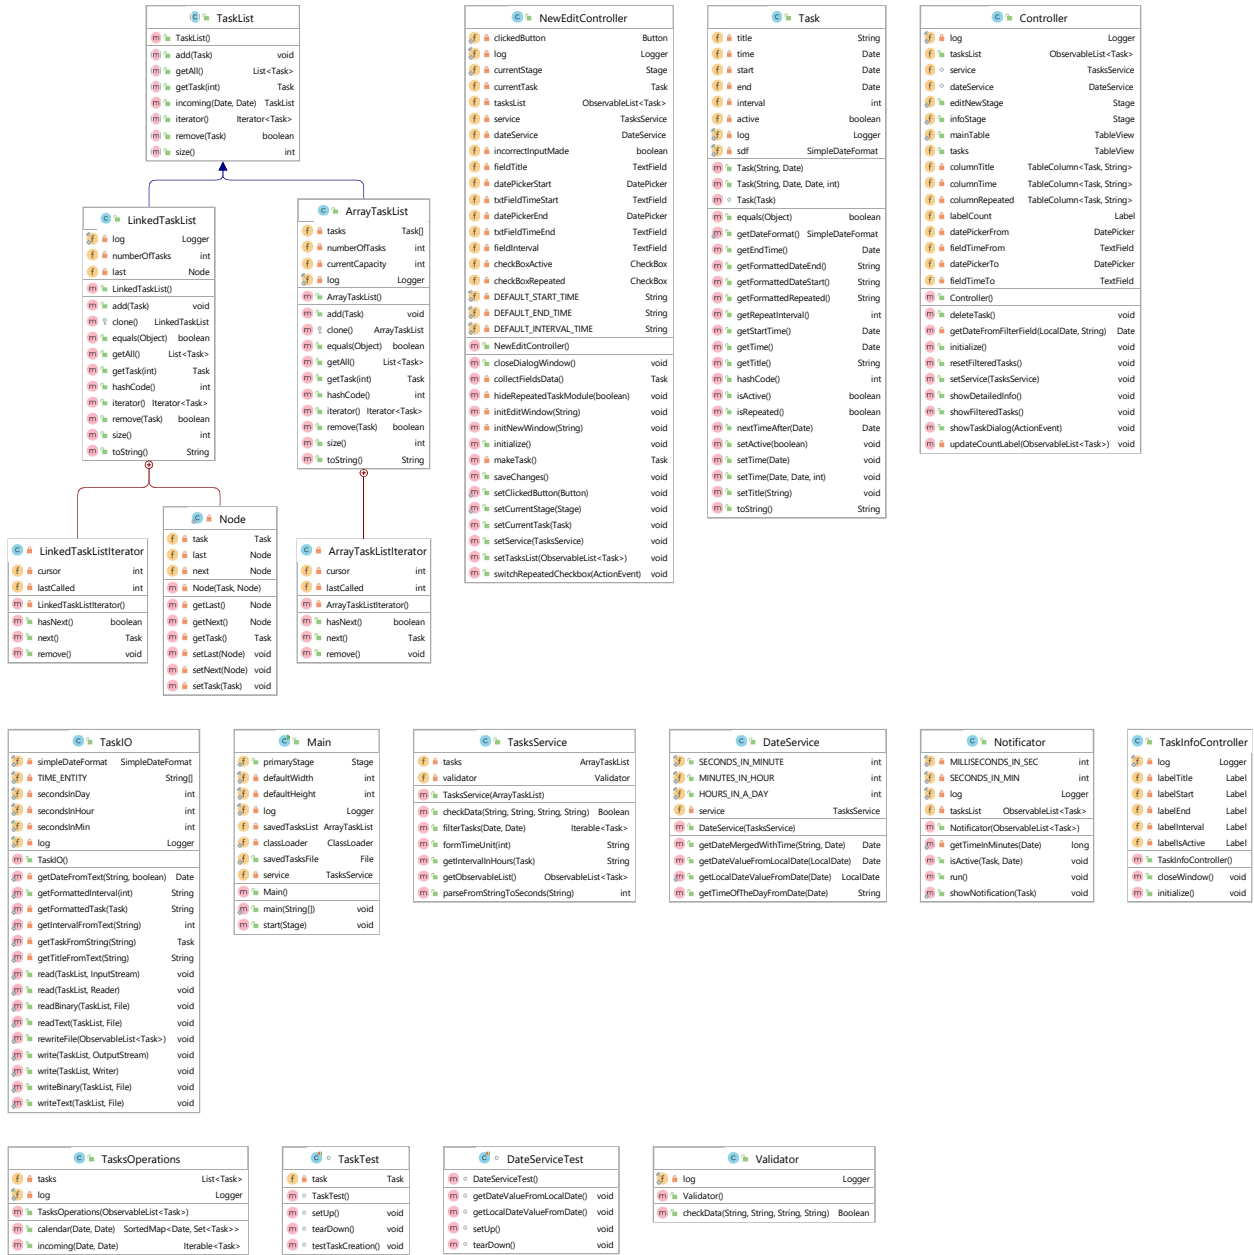 TaskList
TaskList()
add(Task) void
getAll() List<Task>
getTask(int) Task
incoming(Date, Date) TaskList
iterator() Iterator<Task>
remove(Task) boolean
size() int
LinkedTaskList
log Logger
numberOfTasks int
last Node
LinkedTaskList()
add(Task) void
clone() LinkedTaskList
equals(Object) boolean
getAll() List<Task>
getTask(int) Task
hashCode() int
iterator() Iterator<Task>
remove(Task) boolean
size() int
toString() String
ArrayTaskList
tasks Task[]
numberOfTasks int
currentCapacity int
log Logger
ArrayTaskList()
add(Task) void
clone() ArrayTaskList
equals(Object) boolean
getAll() List<Task>
getTask(int) Task
hashCode() int
iterator() Iterator<Task>
remove(Task) boolean
size() int
toString() String
LinkedTaskListIterator
cursor int
lastCalled int
LinkedTaskListIterator()
hasNext() boolean
next() Task
remove() void
Node
task Task
last Node
next Node
Node(Task, Node)
getLast() Node
getNext() Node
getTask() Task
setLast(Node) void
setNext(Node) void
setTask(Task) void
ArrayTaskListIterator
cursor int
lastCalled int
ArrayTaskListIterator()
hasNext() boolean
next() Task
remove() void
NewEditController
clickedButton Button
log Logger
currentStage Stage
currentTask Task
tasksList ObservableList<Task>
service TasksService
dateService DateService
incorrectInputMade boolean
fieldTitle TextField
datePickerStart DatePicker
txtFieldTimeStart TextField
datePickerEnd DatePicker
txtFieldTimeEnd TextField
fieldInterval TextField
checkBoxActive CheckBox
checkBoxRepeated CheckBox
DEFAULT_START_TIME String
DEFAULT_END_TIME String
DEFAULT_INTERVAL_TIME String
NewEditController()
closeDialogWindow() void
collectFieldsData() Task
hideRepeatedTaskModule(boolean) void
initEditWindow(String) void
initNewWindow(String) void
initialize() void
makeTask() Task
saveChanges() void
setClickedButton(Button) void
setCurrentStage(Stage) void
setCurrentTask(Task) void
setService(TasksService) void
setTasksList(ObservableList<Task>) void
switchRepeatedCheckbox(ActionEvent) void
Task
title String
time Date
start Date
end Date
interval int
active boolean
log Logger
sdf SimpleDateFormat
Task(String, Date)
Task(String, Date, Date, int)
Task(Task)
equals(Object) boolean
getDateFormat() SimpleDateFormat
getEndTime() Date
getFormattedDateEnd() String
getFormattedDateStart() String
getFormattedRepeated() String
getRepeatInterval() int
getStartTime() Date
getTime() Date
getTitle() String
hashCode() int
isActive() boolean
isRepeated() boolean
nextTimeAfter(Date) Date
setActive(boolean) void
setTime(Date) void
setTime(Date, Date, int) void
setTitle(String) void
toString() String
Controller
log Logger
tasksList ObservableList<Task>
service TasksService
dateService DateService
editNewStage Stage
infoStage Stage
mainTable TableView
tasks TableView
columnTitle TableColumn<Task, String>
columnTime TableColumn<Task, String>
columnRepeated TableColumn<Task, String>
labelCount Label
datePickerFrom DatePicker
fieldTimeFrom TextField
datePickerTo DatePicker
fieldTimeTo TextField
Controller()
deleteTask() void
getDateFromFilterField(LocalDate, String) Date
initialize() void
resetFilteredTasks() void
setService(TasksService) void
showDetailedInfo() void
showFilteredTasks() void
showTaskDialog(ActionEvent) void
updateCountLabel(ObservableList<Task>) void
TaskIO
simpleDateFormat SimpleDateFormat
TIME_ENTITY String[]
secondsInDay int
secondsInHour int
secondsInMin int
log Logger
TaskIO()
getDateFromText(String, boolean) Date
getFormattedInterval(int) String
getFormattedTask(Task) String
getIntervalFromText(String) int
getTaskFromString(String) Task
getTitleFromText(String) String
read(TaskList, InputStream) void
read(TaskList, Reader) void
readBinary(TaskList, File) void
readText(TaskList, File) void
rewriteFile(ObservableList<Task>) void
write(TaskList, OutputStream) void
write(TaskList, Writer) void
writeBinary(TaskList, File) void
writeText(TaskList, File) void
Main
primaryStage Stage
defaultWidth int
defaultHeight int
log Logger
savedTasksList ArrayTaskList
classLoader ClassLoader
savedTasksFile File
service TasksService
Main()
main(String[]) void
start(Stage) void
TasksService
tasks ArrayTaskList
validator Validator
TasksService(ArrayTaskList)
checkData(String, String, String, String) Boolean
filterTasks(Date, Date) Iterable<Task>
formTimeUnit(int) String
getIntervalInHours(Task) String
getObservableList() ObservableList<Task>
parseFromStringToSeconds(String) int
DateService
SECONDS_IN_MINUTE int
MINUTES_IN_HOUR int
HOURS_IN_A_DAY int
service TasksService
DateService(TasksService)
getDateMergedWithTime(String, Date) Date
getDateValueFromLocalDate(LocalDate) Date
getLocalDateValueFromDate(Date) LocalDate
getTimeOfTheDayFromDate(Date) String
Notificator
MILLISECONDS_IN_SEC int
SECONDS_IN_MIN int
log Logger
tasksList ObservableList<Task>
Notificator(ObservableList<Task>)
getTimeInMinutes(Date) long
isActive(Task, Date) void
run() void
showNotification(Task) void
TaskInfoController
log Logger
labelTitle Label
labelStart Label
labelEnd Label
labelInterval Label
labelIsActive Label
TaskInfoController()
closeWindow() void
initialize() void
TasksOperations
tasks List<Task>
log Logger
TasksOperations(ObservableList<Task>)
calendar(Date, Date) SortedMap<Date, Set<Task>>
incoming(Date, Date) Iterable<Task>
TaskTest
task Task
TaskTest()
setUp() void
tearDown() void
testTaskCreation() void
DateServiceTest
DateServiceTest()
getDateValueFromLocalDate() void
getLocalDateValueFromDate() void
setUp() void
tearDown() void
Validator
log Logger
Validator()
checkData(String, String, String, String) Boolean